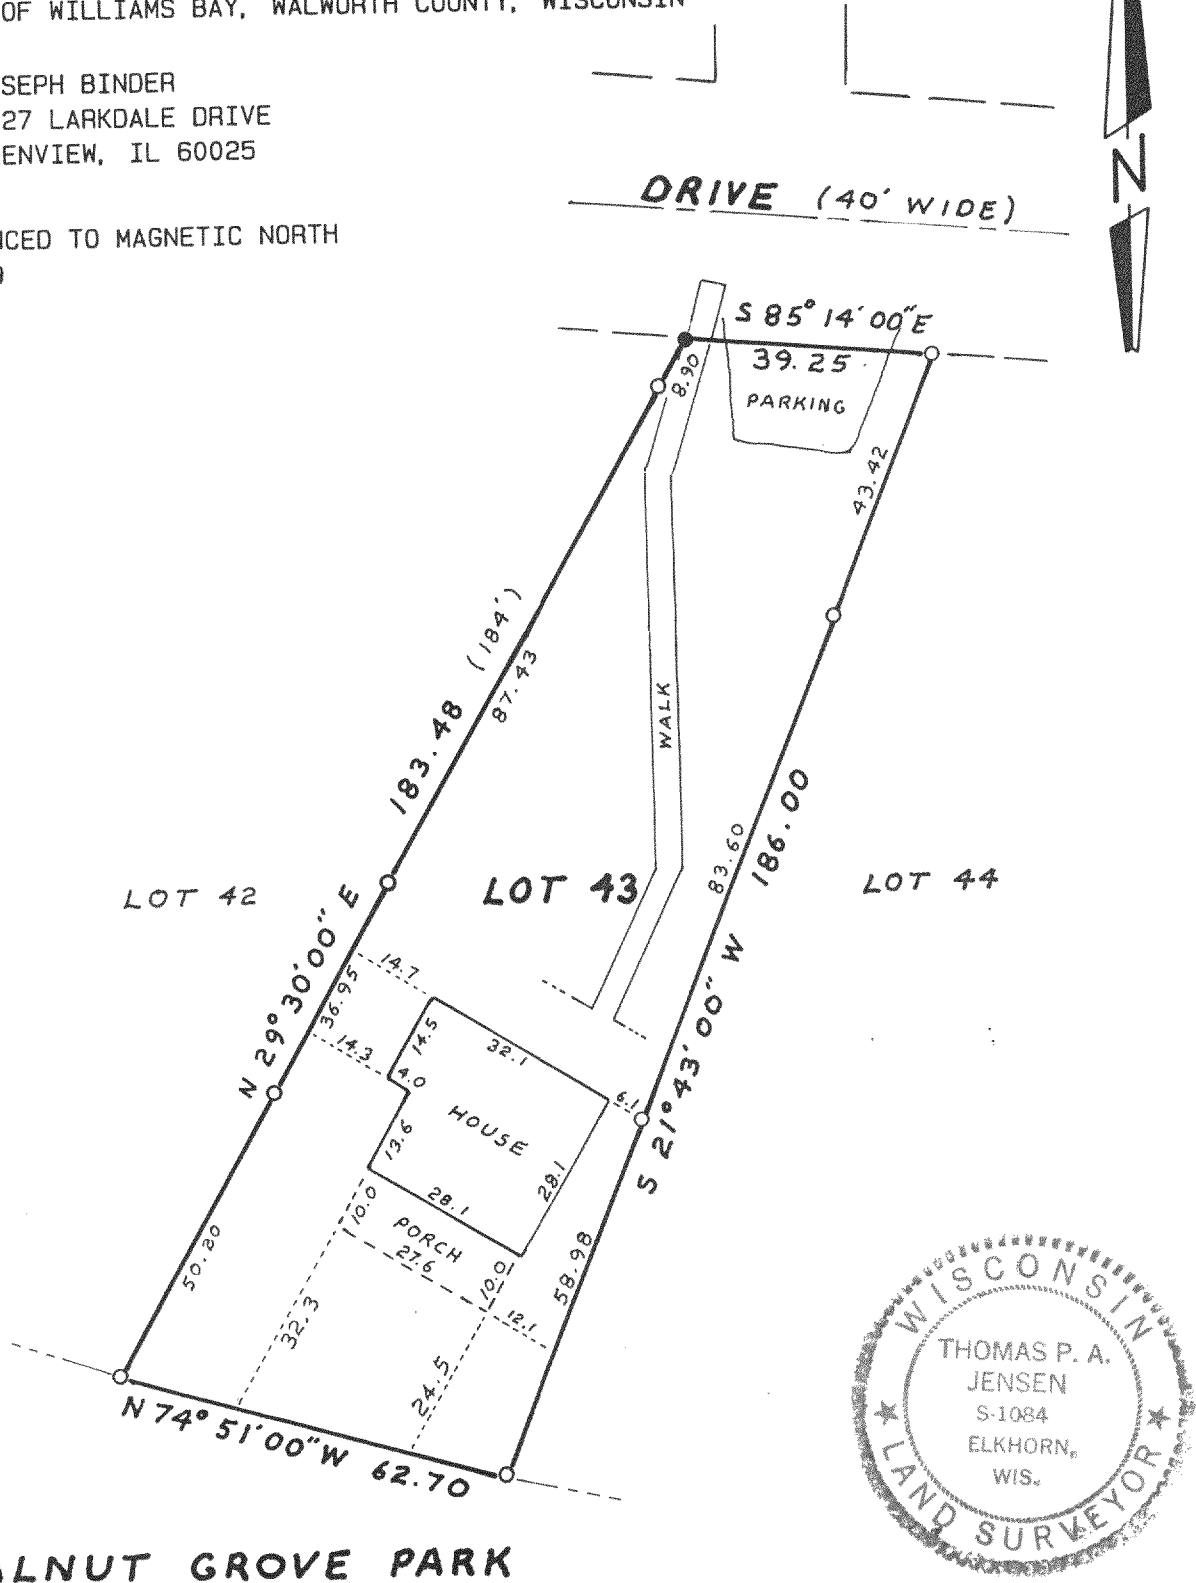 OF WILLIAMS BAY, WALWORTH COUNTY, WISCONSIN
SEPH BINDER
27 LARKDALE DRIVE
ENVIEW, IL 60025
NCED TO MAGNETIC NORTH
N
DRIVE (40' WIDE)
S 85° 14' 00" E
39.25
8.90
PARKING
43.42
183.48 (184')
87.43
WALK
83.60
186.00
LOT 42
LOT 43
LOT 44
N 29° 30' 00" E
S 21° 43' 00" W
36.95
14.7
14.3
14.5
32.1
4.0
6.1
HOUSE
13.6
28.1
28.1
10.0
PORCH
27.6
10.0
12.1
50.20
58.98
32.3
24.5
N 74° 51' 00" W 62.70
WISCONSIN
THOMAS P. A.
JENSEN
S-1084
ELKHORN,
WIS.
★ LAND SURVEYOR ★
ALNUT GROVE PARK